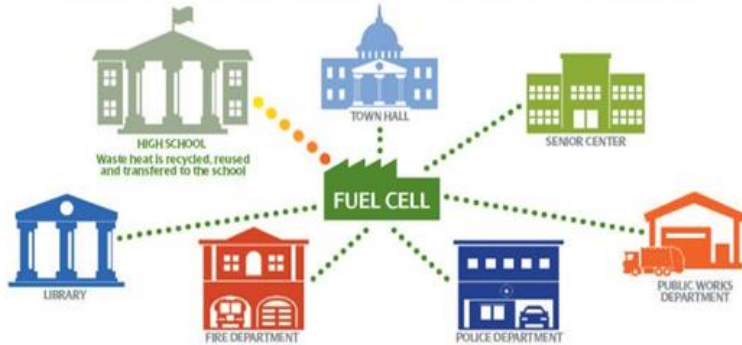 TOWN HALL
HIGH SCHOOL
Waste heat is recycled, reused
and transfered to the school
SENIOR CENTER
FUEL CELL
LIBRARY
FIRE DEPARTMENT
POLICE DEPARTMENT
PUBLIC WORKS
DEPARTMENT